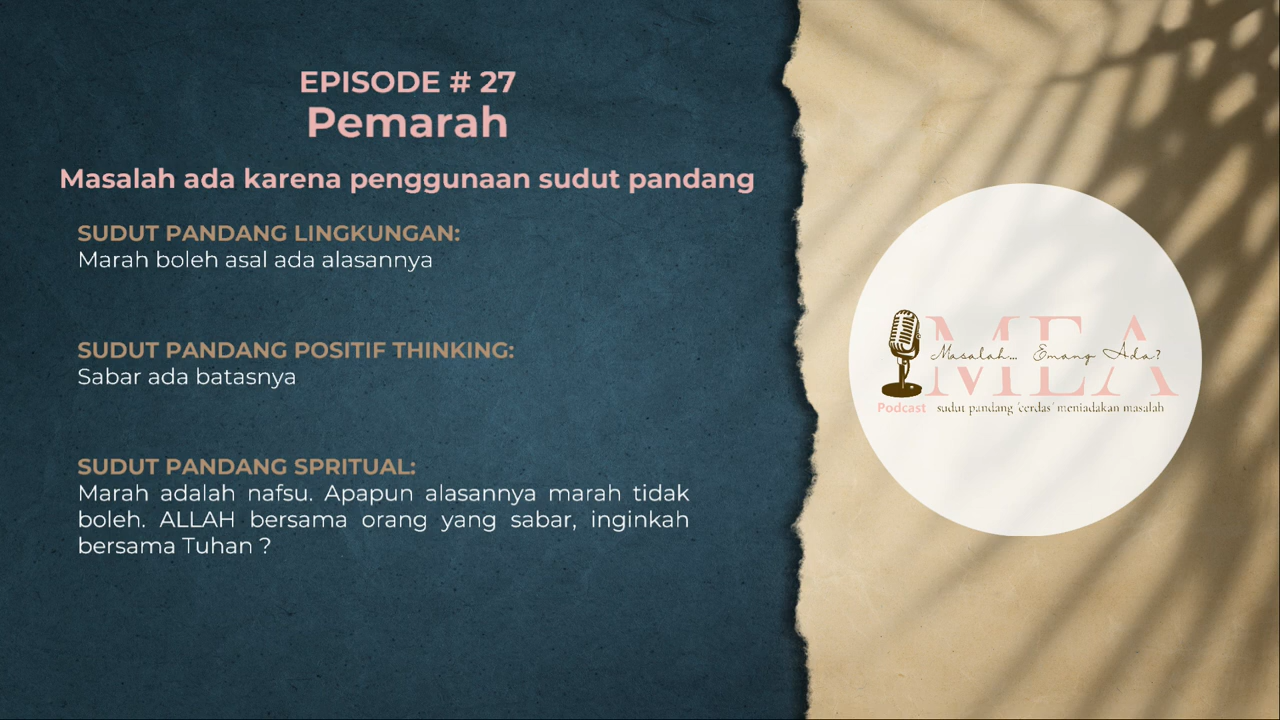 EPISODE # 27
Pemarah
Masalah ada karena penggunaan sudut pandang
SUDUT PANDANG LINGKUNGAN:
Marah boleh asal ada alasannya
SUDUT PANDANG POSITIF THINKING:
Sabar ada batasnya
SUDUT PANDANG SPRITUAL:
Marah adalah nafsu. Apapun alasannya marah tidak
boleh. ALLAH bersama orang yang sabar, inginkah
bersama Tuhan ?
MEA
Masalah... Emang Ada?
Podcast sudut pandang 'cerdas' meniadakan masalah